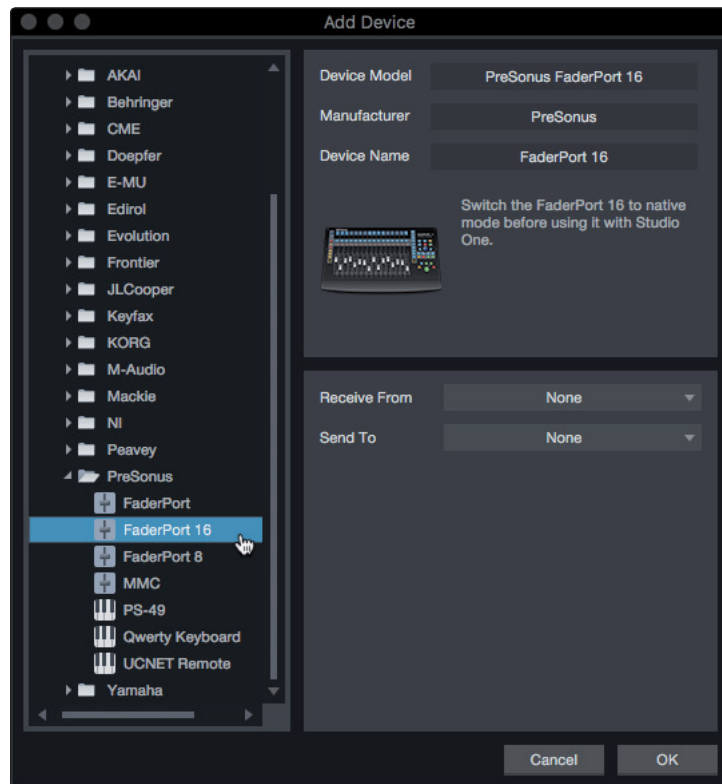 Add Device
AKAI
Behringer
CME
Doepfer
E-MU
Edirol
Evolution
Frontier
JLCooper
Keyfax
KORG
M-Audio
Mackie
NI
Peavey
PreSonus
FaderPort
FaderPort 16
FaderPort 8
MMC
PS-49
Qwerty Keyboard
UCNET Remote
Yamaha
Device Model PreSonus FaderPort 16
Manufacturer PreSonus
Device Name FaderPort 16
Switch the FaderPort 16 to native
mode before using it with Studio
One.
Receive From None
Send To None
Cancel OK